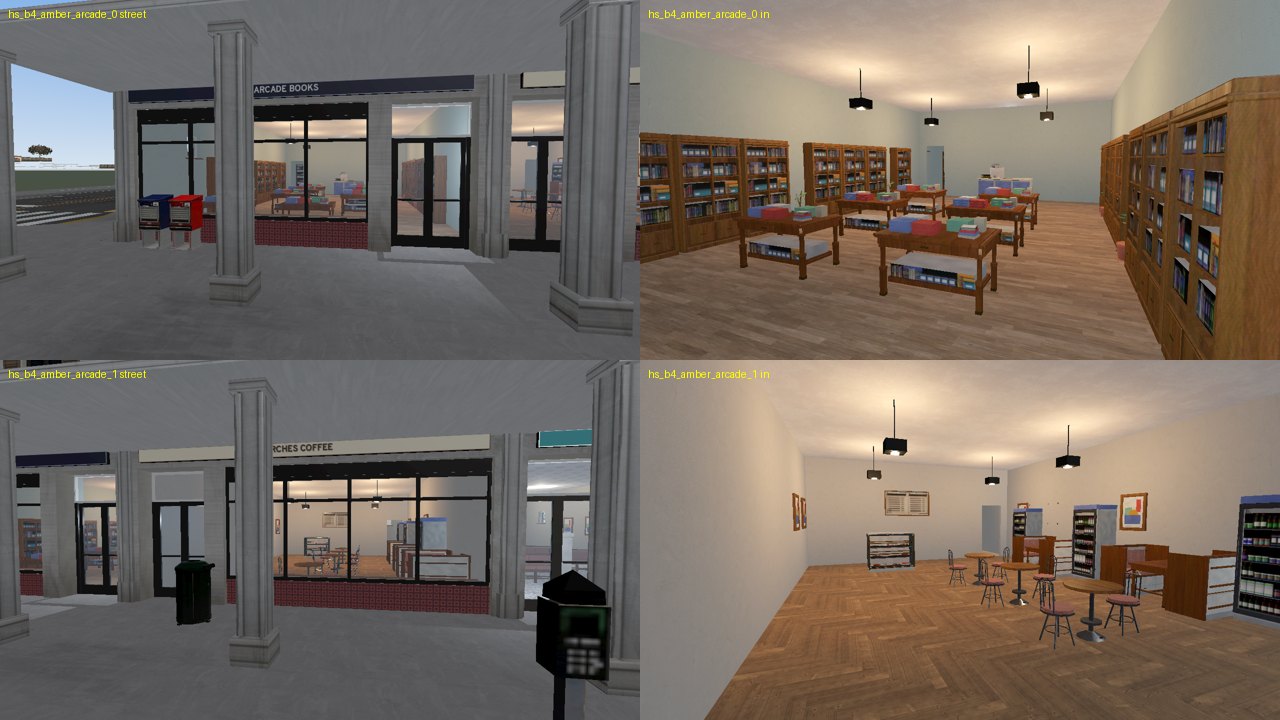 hs_b4_amber_arcade_0 street
hs_b4_amber_arcade_0 in
ARCADE BOOKS
hs_b4_amber_arcade_1 street
hs_b4_amber_arcade_1 in
RCHES COFFEE